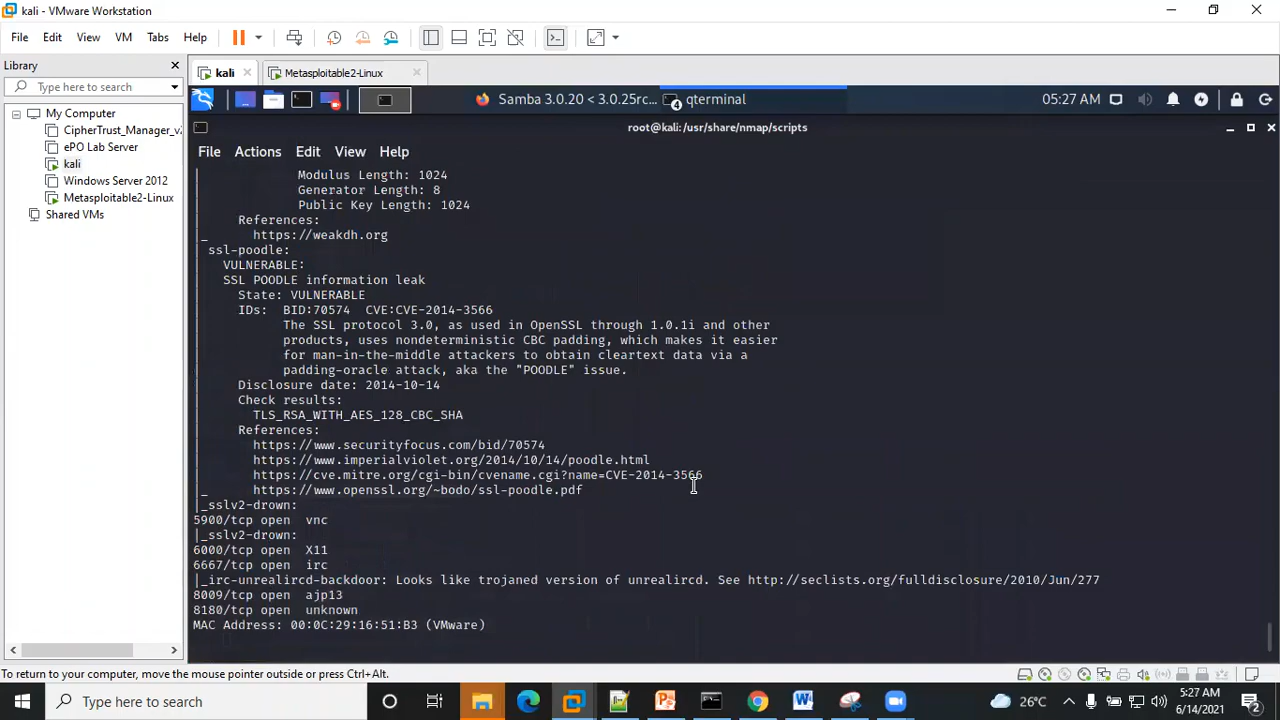 kali - VMware Workstation
File Edit View VM Tabs Help
Library
Type here to search
My Computer
CipherTrust_Manager_v
ePO Lab Server
kali
Windows Server 2012
Metasploitable2-Linux
Shared VMs
kali
Metasploitable2-Linux
Samba 3.0.20 < 3.0.25rc...
4 qterminal
05:27 AM
root@kali:/usr/share/nmap/scripts
File Actions Edit View Help
| Modulus Length: 1024
| Generator Length: 8
| Public Key Length: 1024
| References:
|_ https://weakdh.org
| ssl-poodle:
| VULNERABLE:
| SSL POODLE information leak
| State: VULNERABLE
| IDs: BID:70574 CVE:CVE-2014-3566
| The SSL protocol 3.0, as used in OpenSSL through 1.0.1i and other
| products, uses nondeterministic CBC padding, which makes it easier
| for man-in-the-middle attackers to obtain cleartext data via a
| padding-oracle attack, aka the "POODLE" issue.
| Disclosure date: 2014-10-14
| Check results:
| TLS_RSA_WITH_AES_128_CBC_SHA
| References:
| https://www.securityfocus.com/bid/70574
| https://www.imperialviolet.org/2014/10/14/poodle.html
| https://cve.mitre.org/cgi-bin/cvename.cgi?name=CVE-2014-3566
|_ https://www.openssl.org/~bodo/ssl-poodle.pdf
|_sslv2-drown:
5900/tcp open vnc
|_sslv2-drown:
6000/tcp open X11
6667/tcp open irc
|_irc-unrealircd-backdoor: Looks like trojaned version of unrealircd. See http://seclists.org/fulldisclosure/2010/Jun/277
8009/tcp open ajp13
8180/tcp open unknown
MAC Address: 00:0C:29:16:51:B3 (VMware)
To return to your computer, move the mouse pointer outside or press Ctrl+Alt.
Type here to search
26°C
5:27 AM
6/14/2021
2